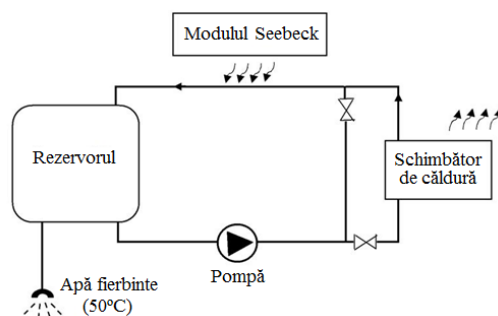 Modulul Seebeck
Rezervorul
Schimbător
de căldură
Pompă
Apă fierbinte
(50ºC)